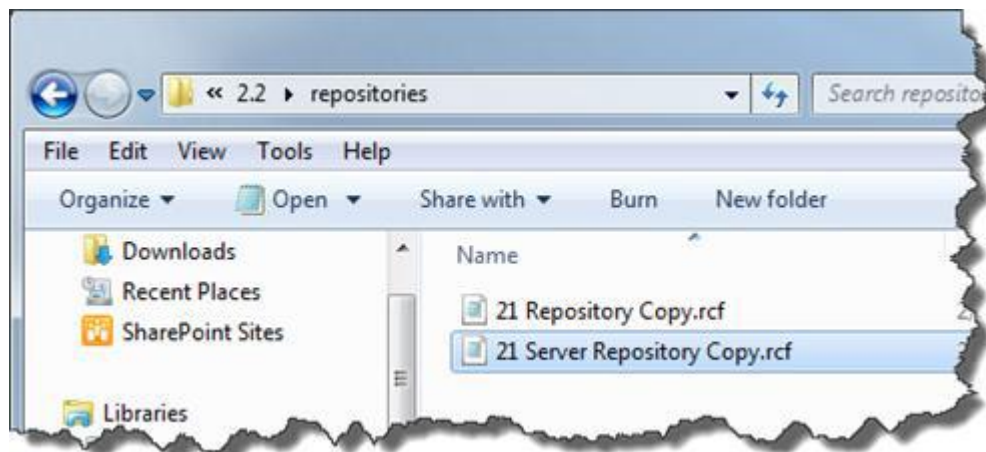 « 2.2 ▸ repositories
Search reposito
File Edit View Tools Help
Organize Open Share with Burn New folder
Downloads
Recent Places
SharePoint Sites
Libraries
Name
21 Repository Copy.rcf
21 Server Repository Copy.rcf